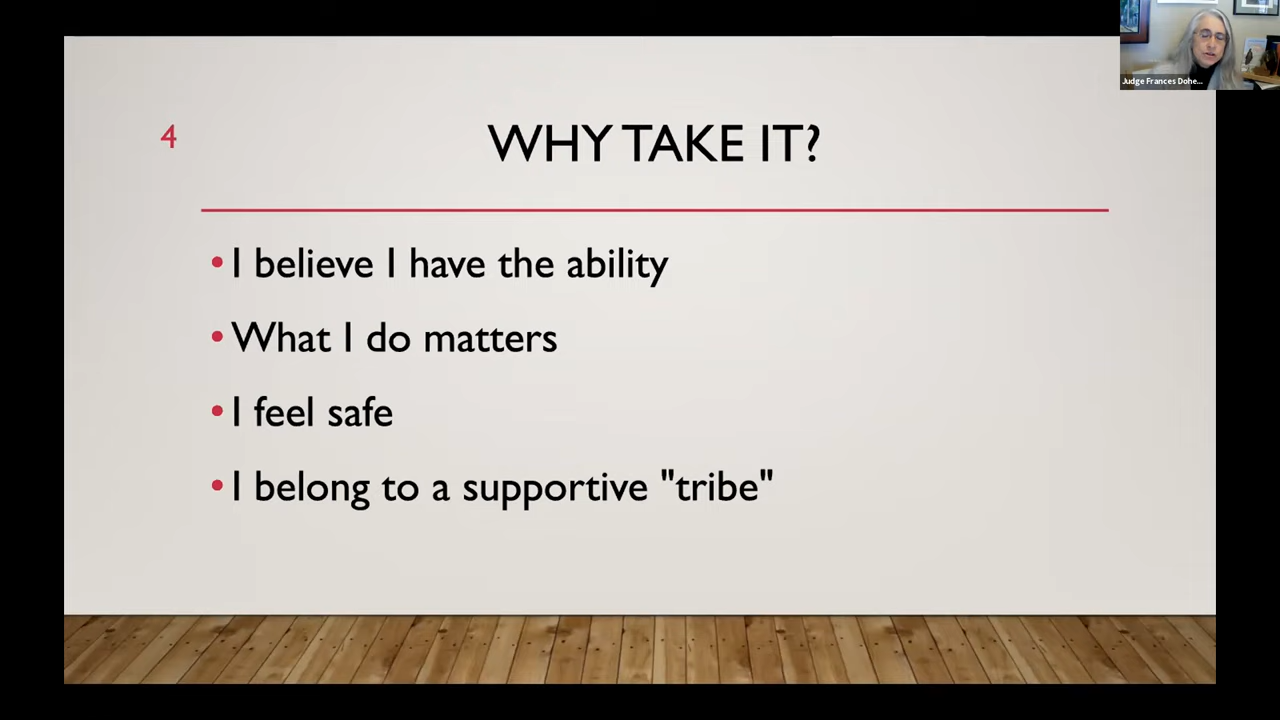 Judge Frances Dohe...
4
WHY TAKE IT?
• I believe I have the ability
• What I do matters
• I feel safe
• I belong to a supportive "tribe"